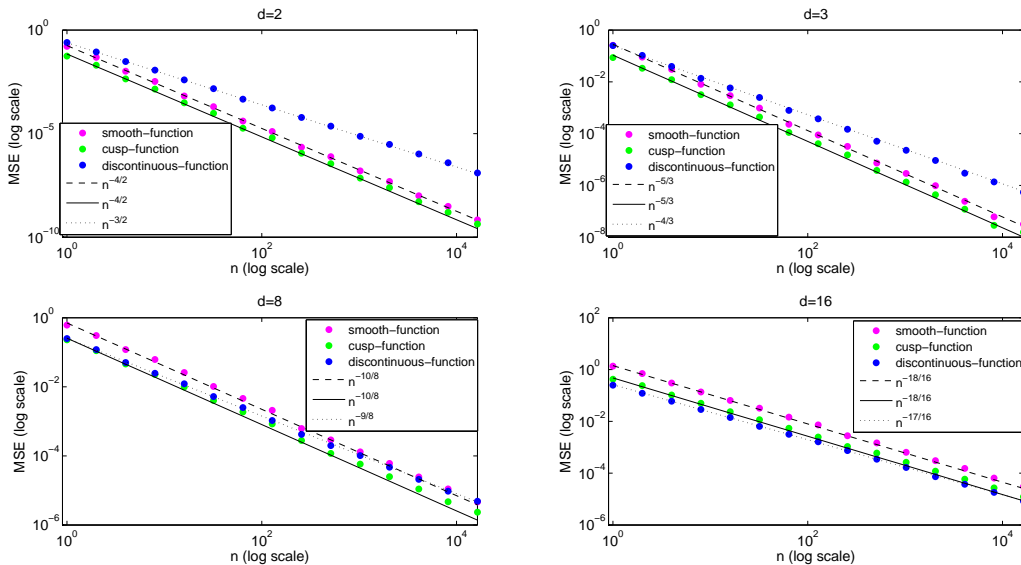 d=2
10^0
10^−5
10^−10
MSE (log scale)
smooth−function
cusp−function
discontinuous−function
n^−4/2
n^−4/2
n^−3/2
10^0
10^2
10^4
n (log scale)
d=3
10^0
10^−2
10^−4
10^−6
10^−8
MSE (log scale)
smooth−function
cusp−function
discontinuous−function
n^−5/3
n^−5/3
n^−4/3
10^0
10^2
10^4
n (log scale)
d=8
10^0
10^−2
10^−4
10^−6
MSE (log scale)
smooth−function
cusp−function
discontinuous−function
n^−10/8
n^−10/8
n^−9/8
10^0
10^2
10^4
n (log scale)
d=16
10^2
10^0
10^−2
10^−4
10^−6
MSE (log scale)
smooth−function
cusp−function
discontinuous−function
n^−18/16
n^−18/16
n^−17/16
10^0
10^2
10^4
n (log scale)